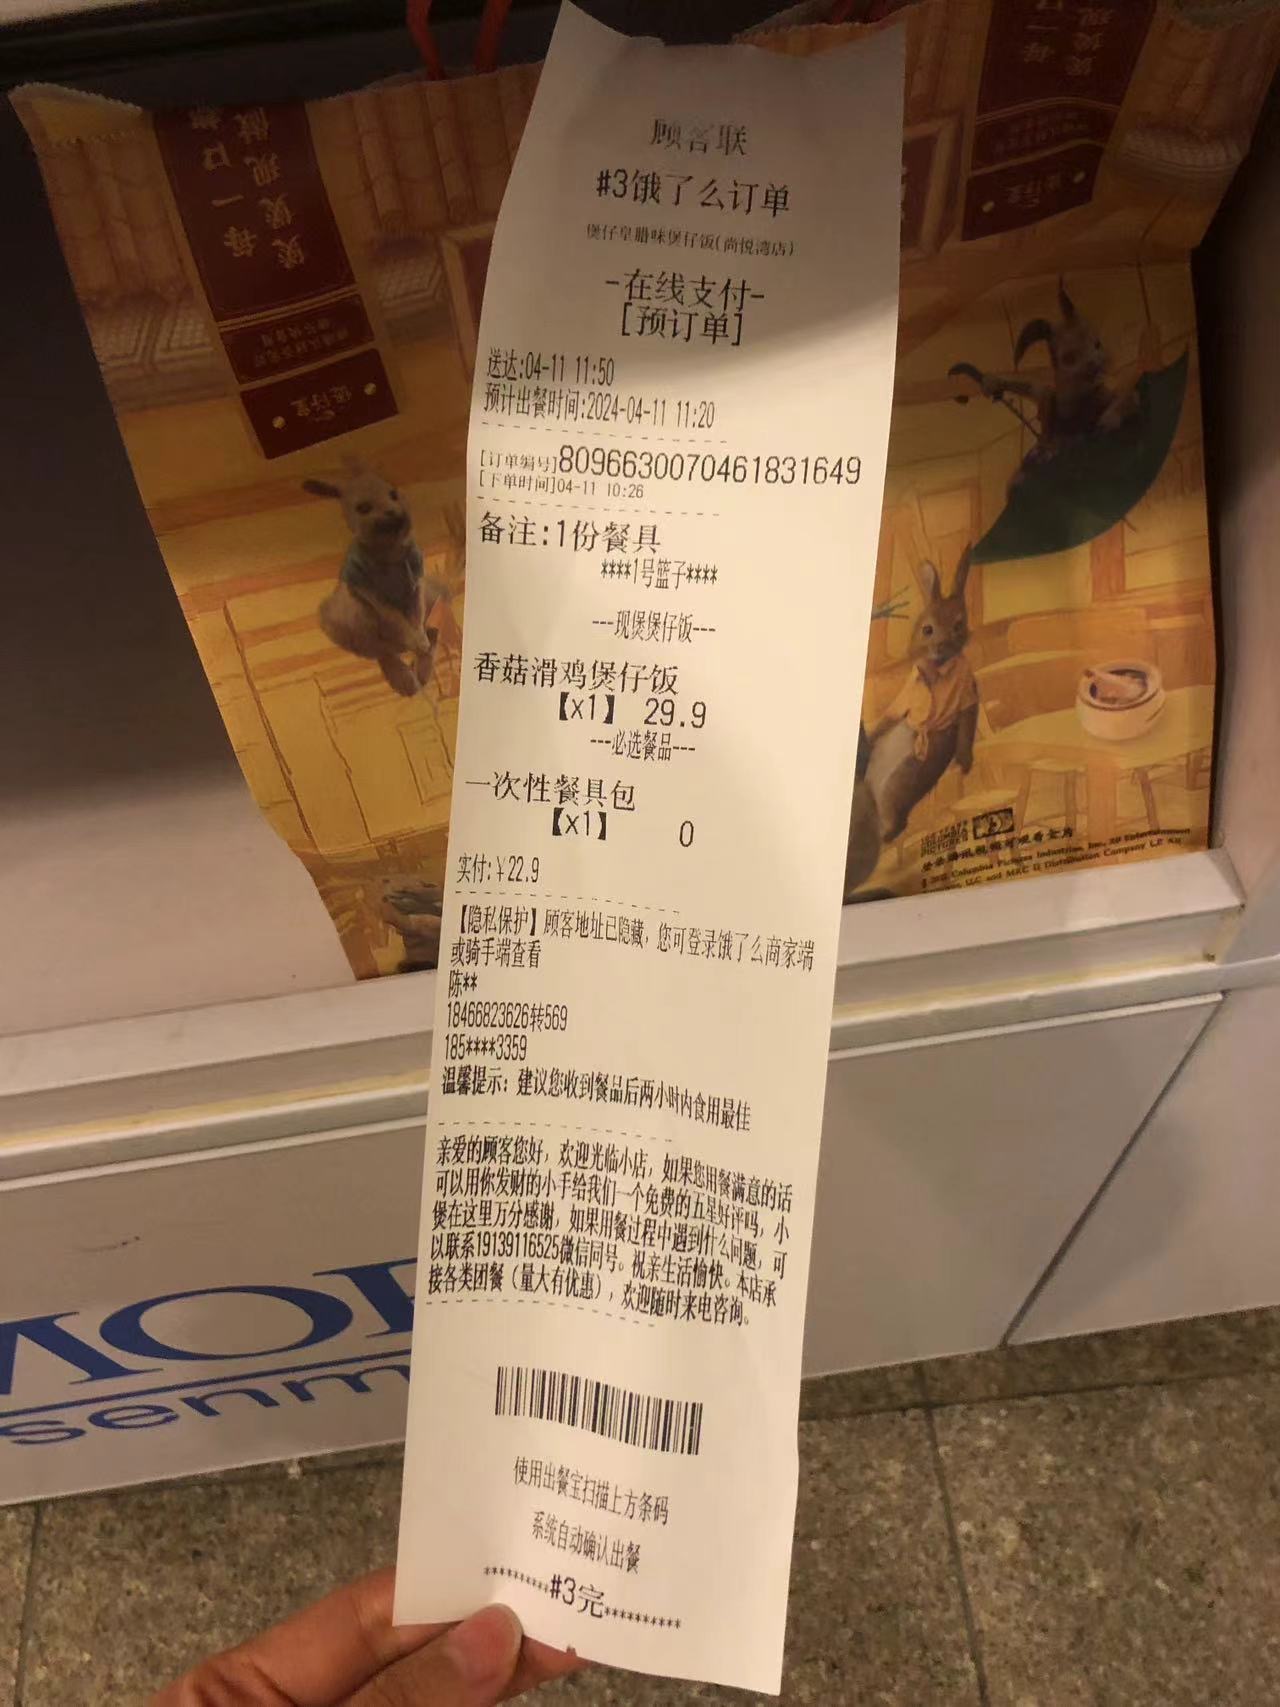 顾客联
#3饿了么订单
煲仔皇腊味煲仔饭(尚悦湾店)
-在线支付-
[预订单]
送达:04-11 11:50
预计出餐时间:2024-04-11 11:20
[订单编号]8096630070461831649
[下单时间]04-11 10:26
备注:1份餐具
****1号篮子****
---现煲煲仔饭---
香菇滑鸡煲仔饭
【x1】 29.9
---必选餐品---
一次性餐具包
【x1】 0
实付:¥22.9
【隐私保护】顾客地址已隐藏，您可登录饿了么商家端
或骑手端查看
陈**
18466823626转569
185****3359
温馨提示：建议您收到餐品后两小时内食用最佳
亲爱的顾客您好，欢迎光临小店，如果您用餐满意的话
可以用你发财的小手给我们一个免费的五星好评吗，小
煲在这里万分感谢，如果用餐过程中遇到什么问题，可
以联系19139116525微信同号。祝亲生活愉快。本店承
接各类团餐（量大有优惠），欢迎随时来电咨询。
使用出餐宝扫描上方条码
系统自动确认出餐
**********#3完**********
每一口
煲煲现做
煲仔皇
senm